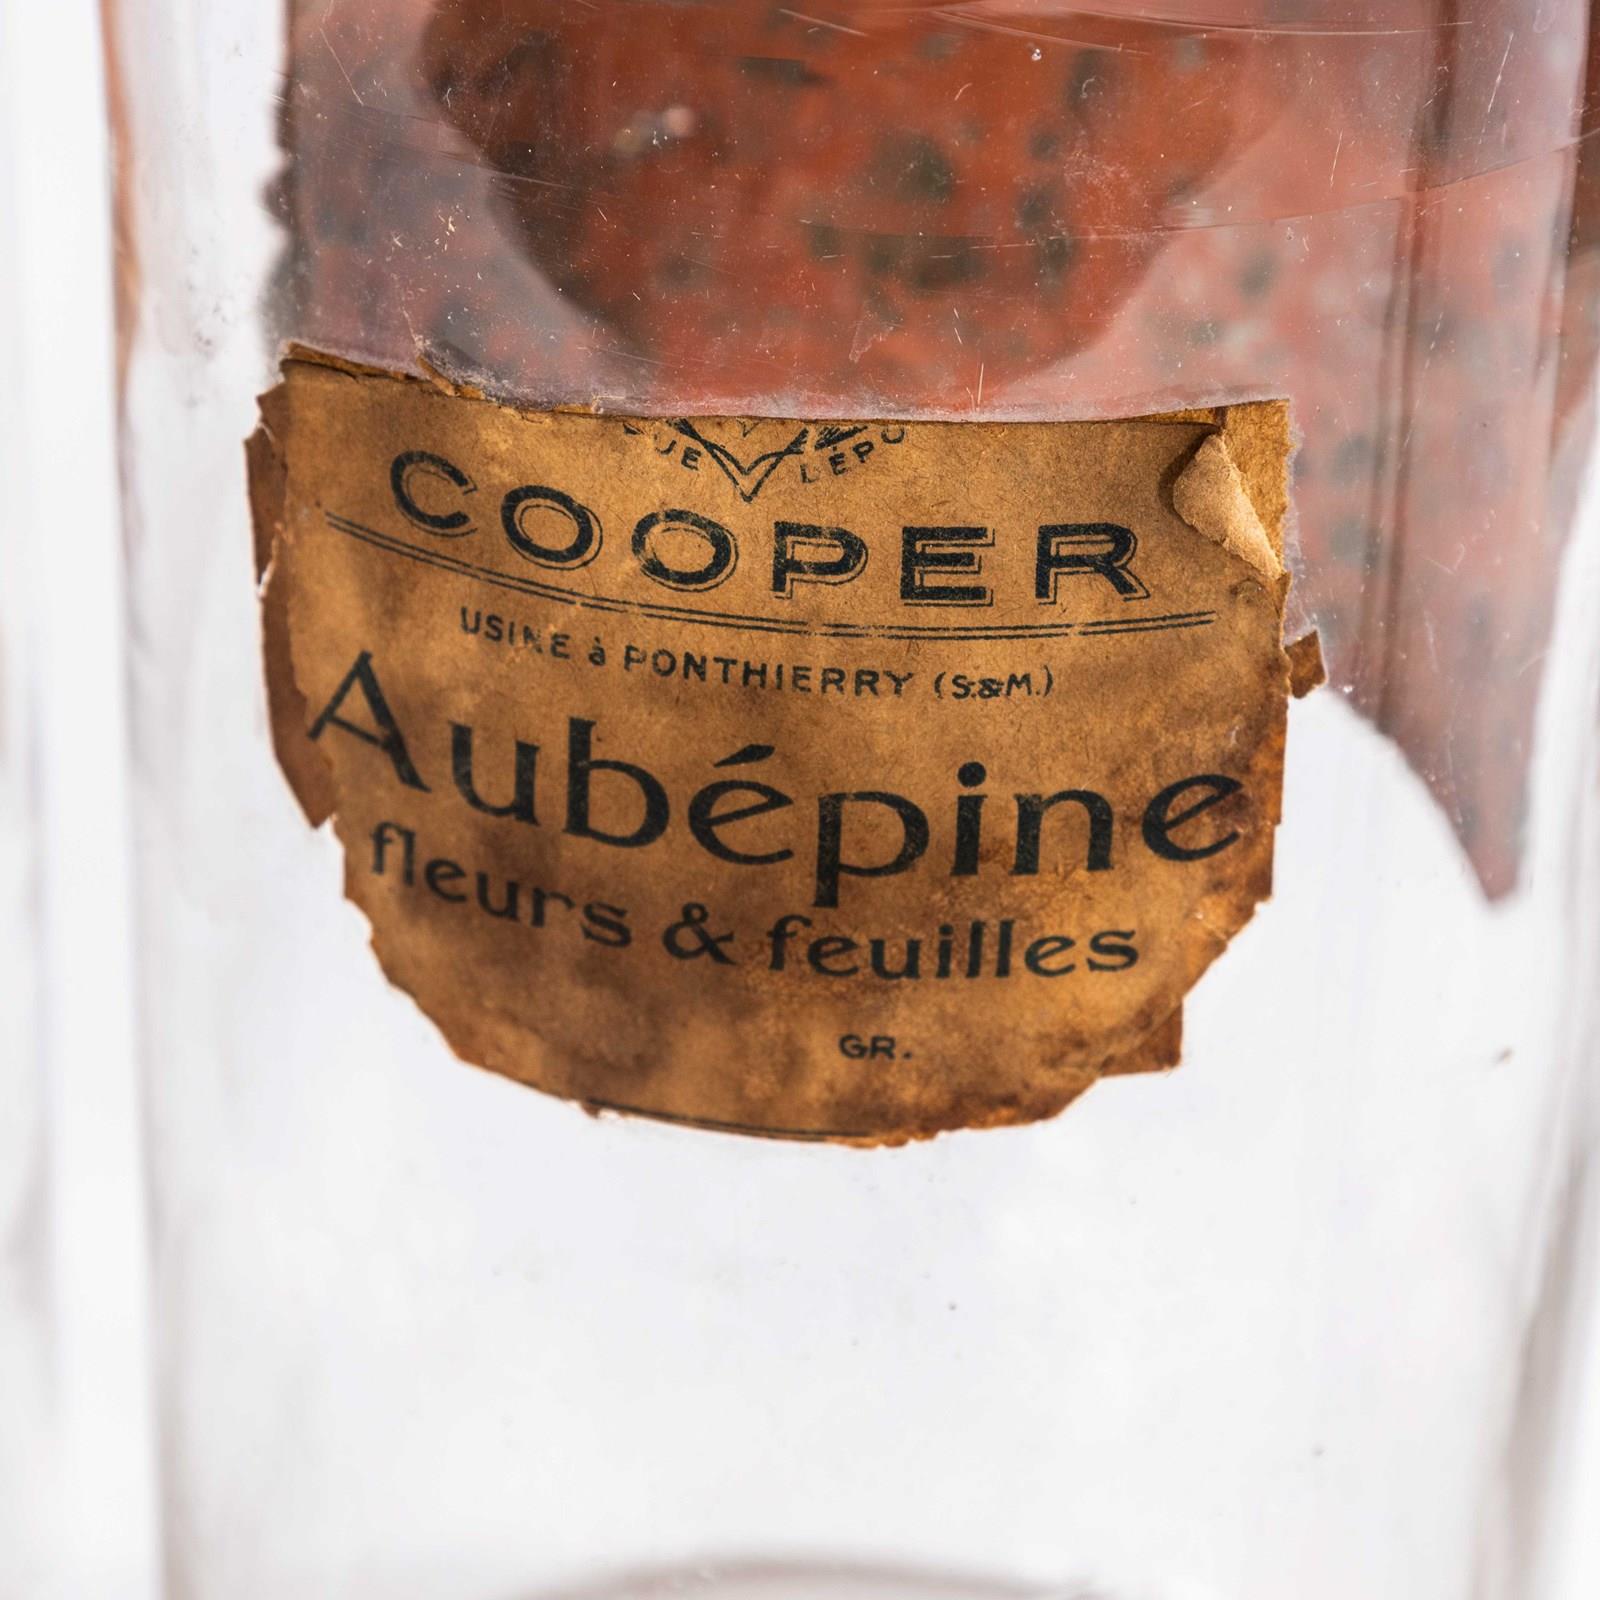 COOPER
USINE à PONTHIERRY (S.&M.)
Aubépine
fleurs & feuilles
GR.